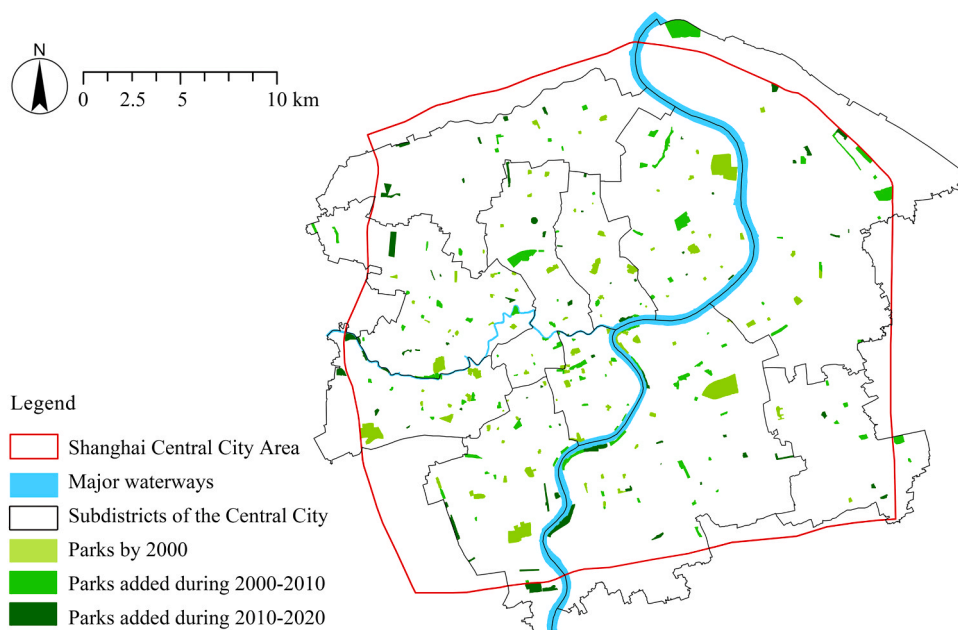 N
0 2.5 5 10 km
Legend
Shanghai Central City Area
Major waterways
Subdistricts of the Central City
Parks by 2000
Parks added during 2000-2010
Parks added during 2010-2020